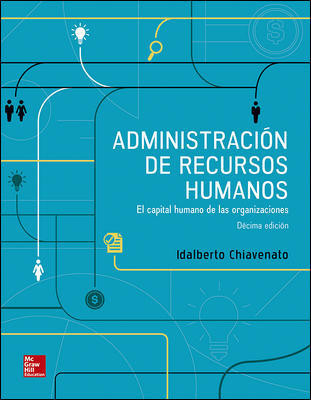 ADMINISTRACIÓN
DE RECURSOS
HUMANOS
El capital humano de las organizaciones
Décima edición
Idalberto Chiavenato
Mc
Graw
Hill
Education